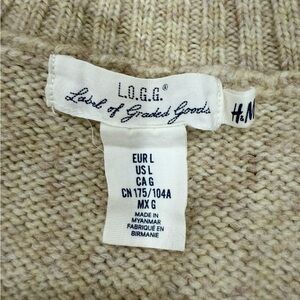 L.O.G.G.®
Label of Graded Goods
H&M
EUR L
US L
CA G
CN 175/104A
MX G
MADE IN
MYANMAR
FABRIQUÉ EN
BIRMANIE